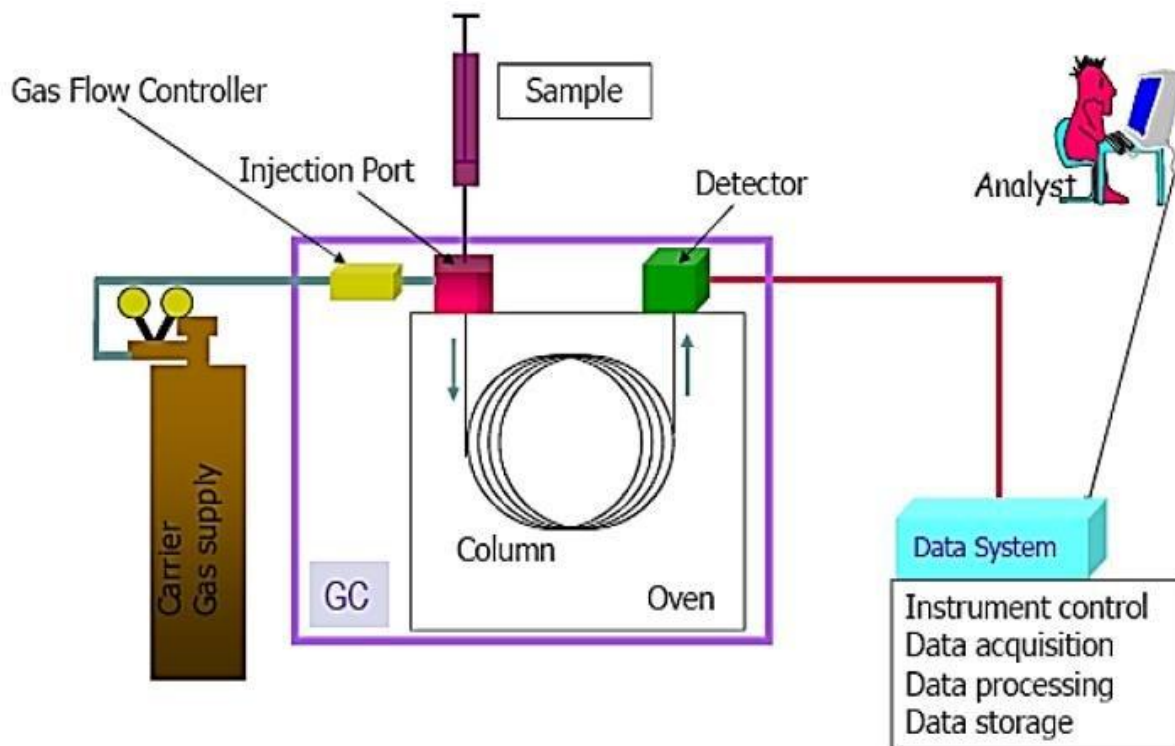 Gas Flow Controller
Sample
Injection Port
Detector
Analyst
Carrier
Gas supply
Column
GC
Oven
Data System
Instrument control
Data acquisition
Data processing
Data storage